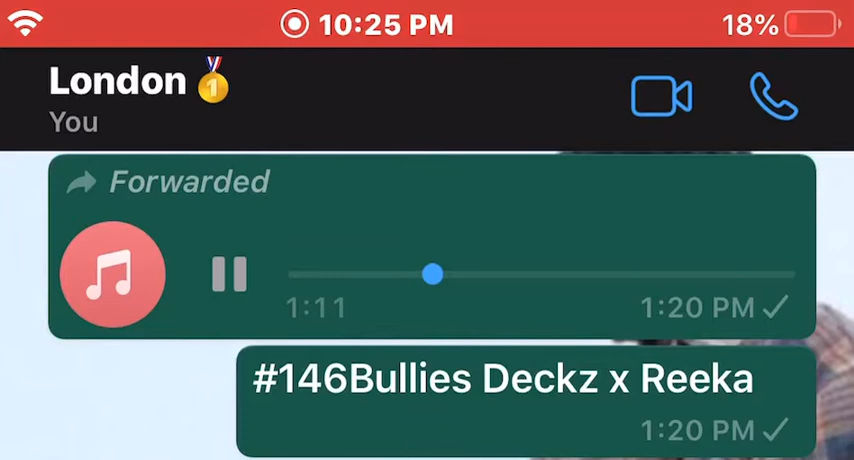 10:25 PM 18%
London 🥇
You
Forwarded
1:11 1:20 PM
#146Bullies Deckz x Reeka
1:20 PM